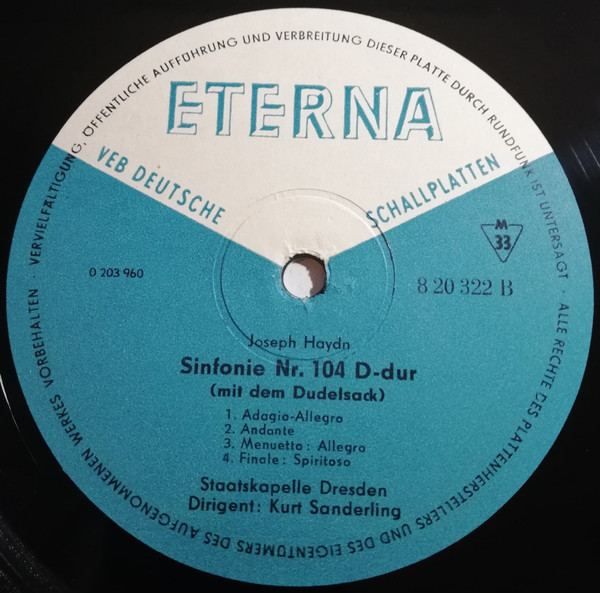 VERVIELFÄLTIGUNG, ÖFFENTLICHE AUFFÜHRUNG UND VERBREITUNG DIESER PLATTE DURCH RUNDFUNK IST UNTERSAGT · ALLE RECHTE DES PLATTENHERSTELLERS UND DES EIGENTÜMERS DES AUFGENOMMENEN WERKES VORBEHALTEN ·
ETERNA
VEB DEUTSCHE SCHALLPLATTEN
M
33
0 203 960
8 20 322 B
Joseph Haydn
Sinfonie Nr. 104 D-dur
(mit dem Dudelsack)
1. Adagio-Allegro
2. Andante
3. Menuetto: Allegro
4. Finale: Spiritoso
Staatskapelle Dresden
Dirigent: Kurt Sanderling